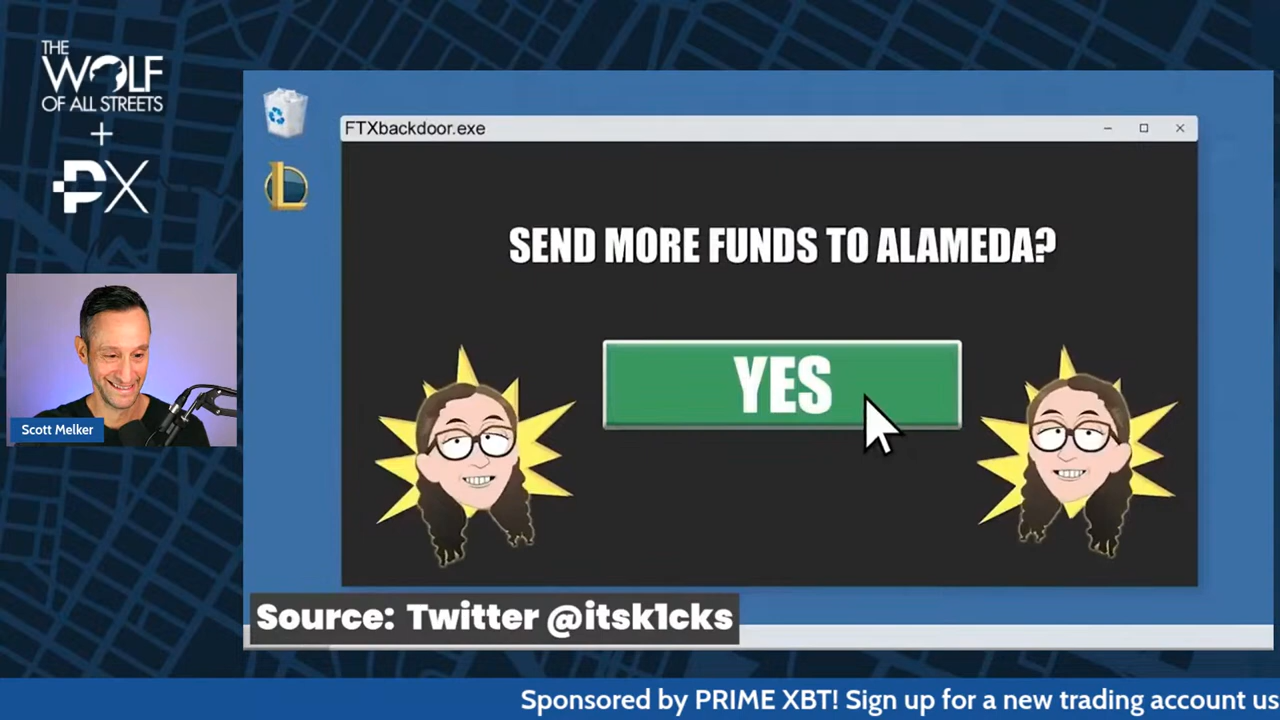 THE
WOLF
OF ALL STREETS
+
PX
Scott Melker
FTXbackdoor.exe
SEND MORE FUNDS TO ALAMEDA?
YES
Source: Twitter @itsk1cks
Sponsored by PRIME XBT! Sign up for a new trading account us